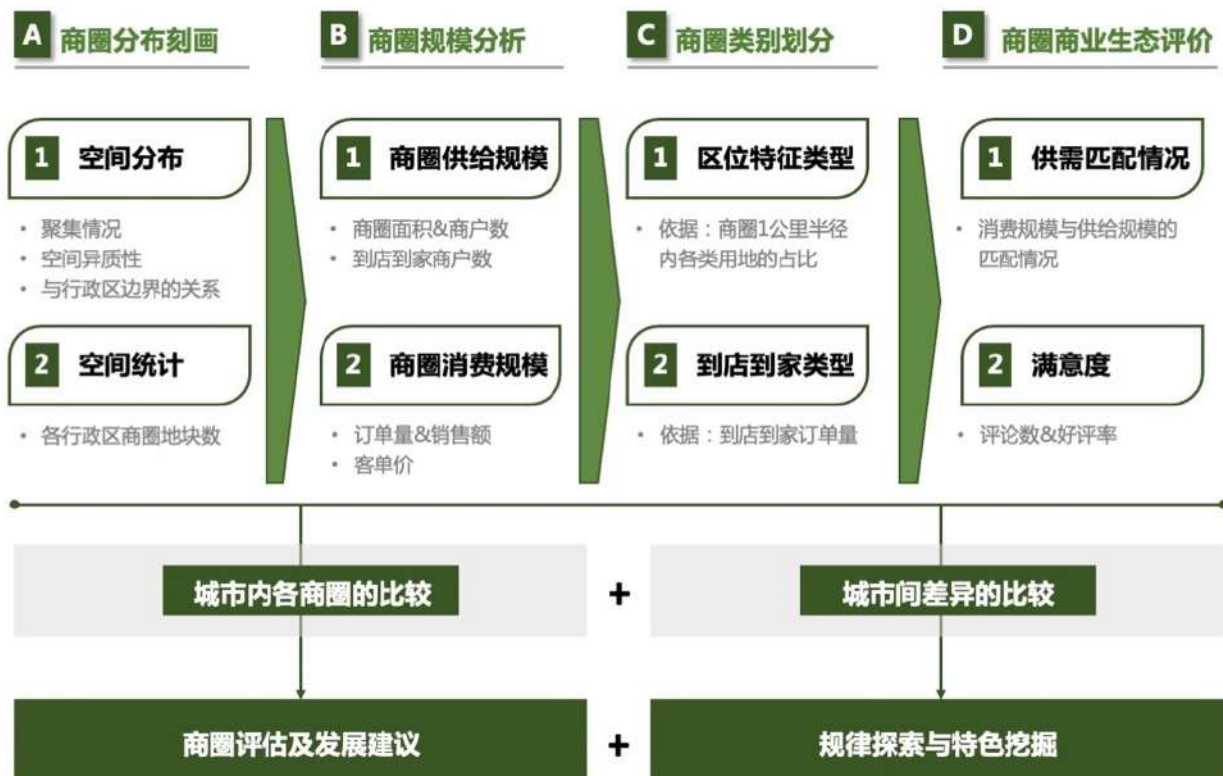 A 商圈分布刻画
B 商圈规模分析
C 商圈类别划分
D 商圈商业生态评价
1 空间分布
• 聚集情况
• 空间异质性
• 与行政区边界的关系
2 空间统计
• 各行政区商圈地块数
1 商圈供给规模
• 商圈面积&商户数
• 到店到家商户数
2 商圈消费规模
• 订单量&销售额
• 客单价
1 区位特征类型
• 依据：商圈1公里半径
内各类用地的占比
2 到店到家类型
• 依据：到店到家订单量
1 供需匹配情况
• 消费规模与供给规模的
匹配情况
2 满意度
• 评论数&好评率
城市内各商圈的比较
+
城市间差异的比较
商圈评估及发展建议
+
规律探索与特色挖掘